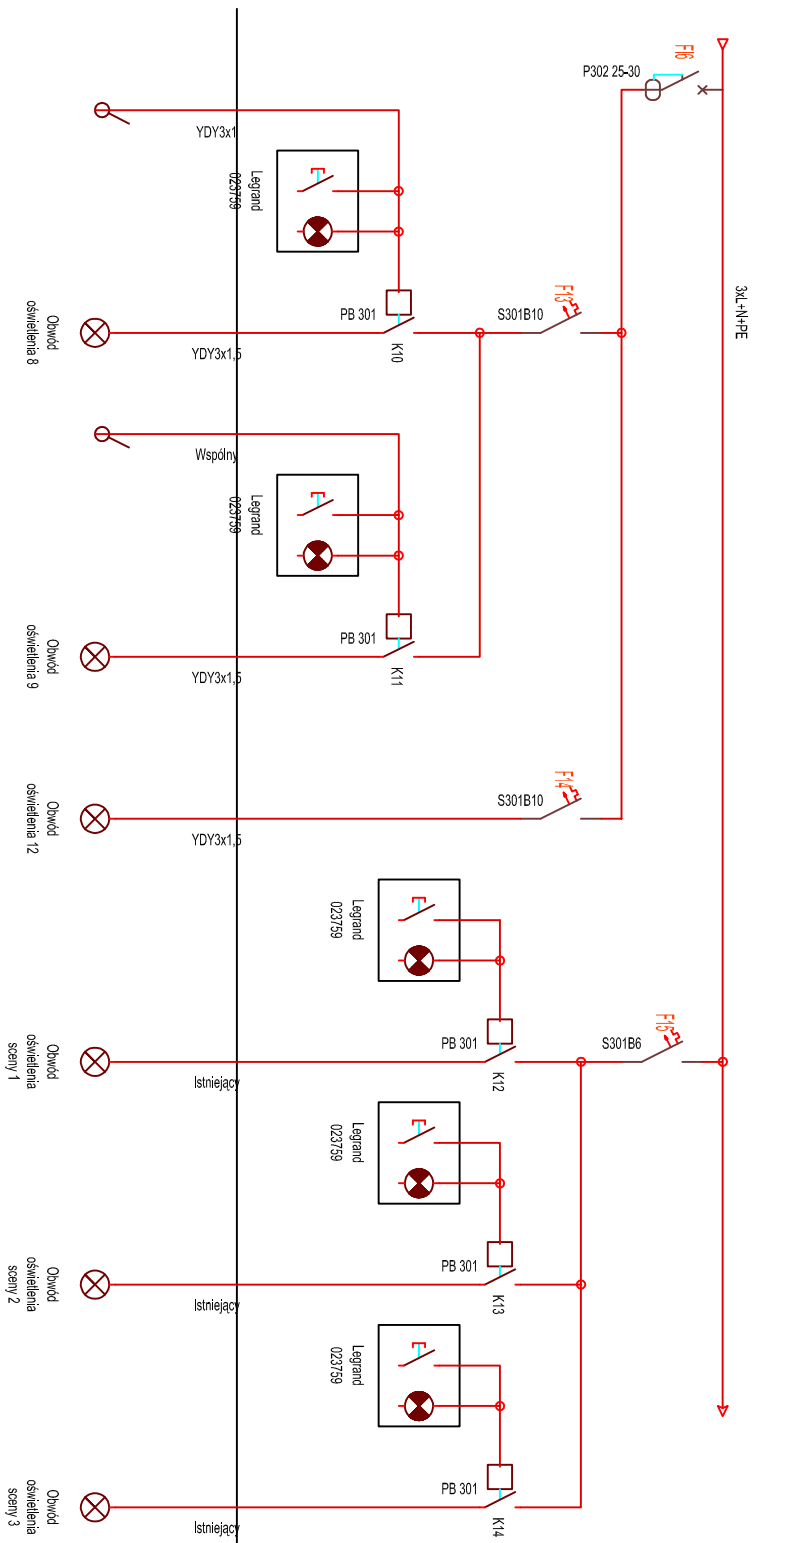 FI6
P302 25-30
3xL+N+PE
YDY3x1
Legrand
023759
F13
S301B10
PB 301
K10
Obwód
oświetlenia 8
YDY3x1,5
Wspólny
Legrand
023759
PB 301
K11
Obwód
oświetlenia 9
YDY3x1,5
F14
S301B10
Obwód
oświetlenia 12
YDY3x1,5
Legrand
023759
F15
S301B6
PB 301
K12
Obwód
oświetlenia
sceny 1
Istniejący
Legrand
023759
PB 301
K13
Obwód
oświetlenia
sceny 2
Istniejący
Legrand
023759
PB 301
K14
Obwód
oświetlenia
sceny 3
Istniejący